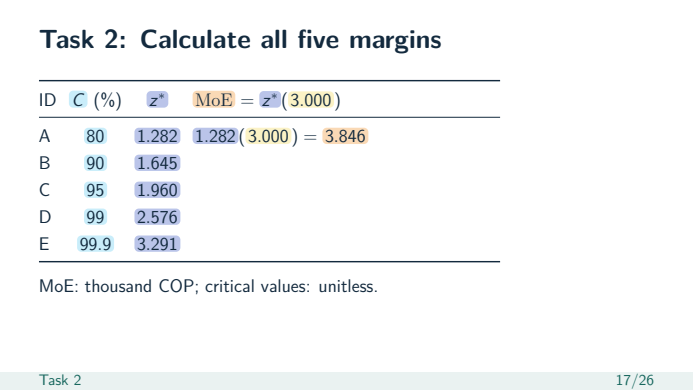 Task 2: Calculate all five margins
ID C (%) z* MoE = z*(3.000)
A 80 1.282 1.282(3.000) = 3.846
B 90 1.645
C 95 1.960
D 99 2.576
E 99.9 3.291
MoE: thousand COP; critical values: unitless.
Task 2 17/26